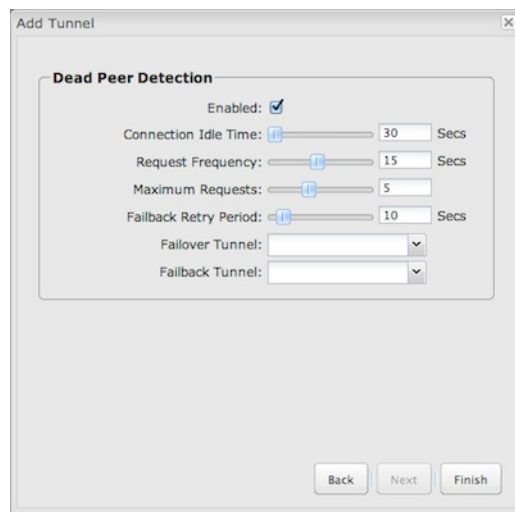 Add Tunnel
Dead Peer Detection
Enabled:
Connection Idle Time: 30 Secs
Request Frequency: 15 Secs
Maximum Requests: 5
Failback Retry Period: 10 Secs
Failover Tunnel:
Failback Tunnel:
Back Next Finish